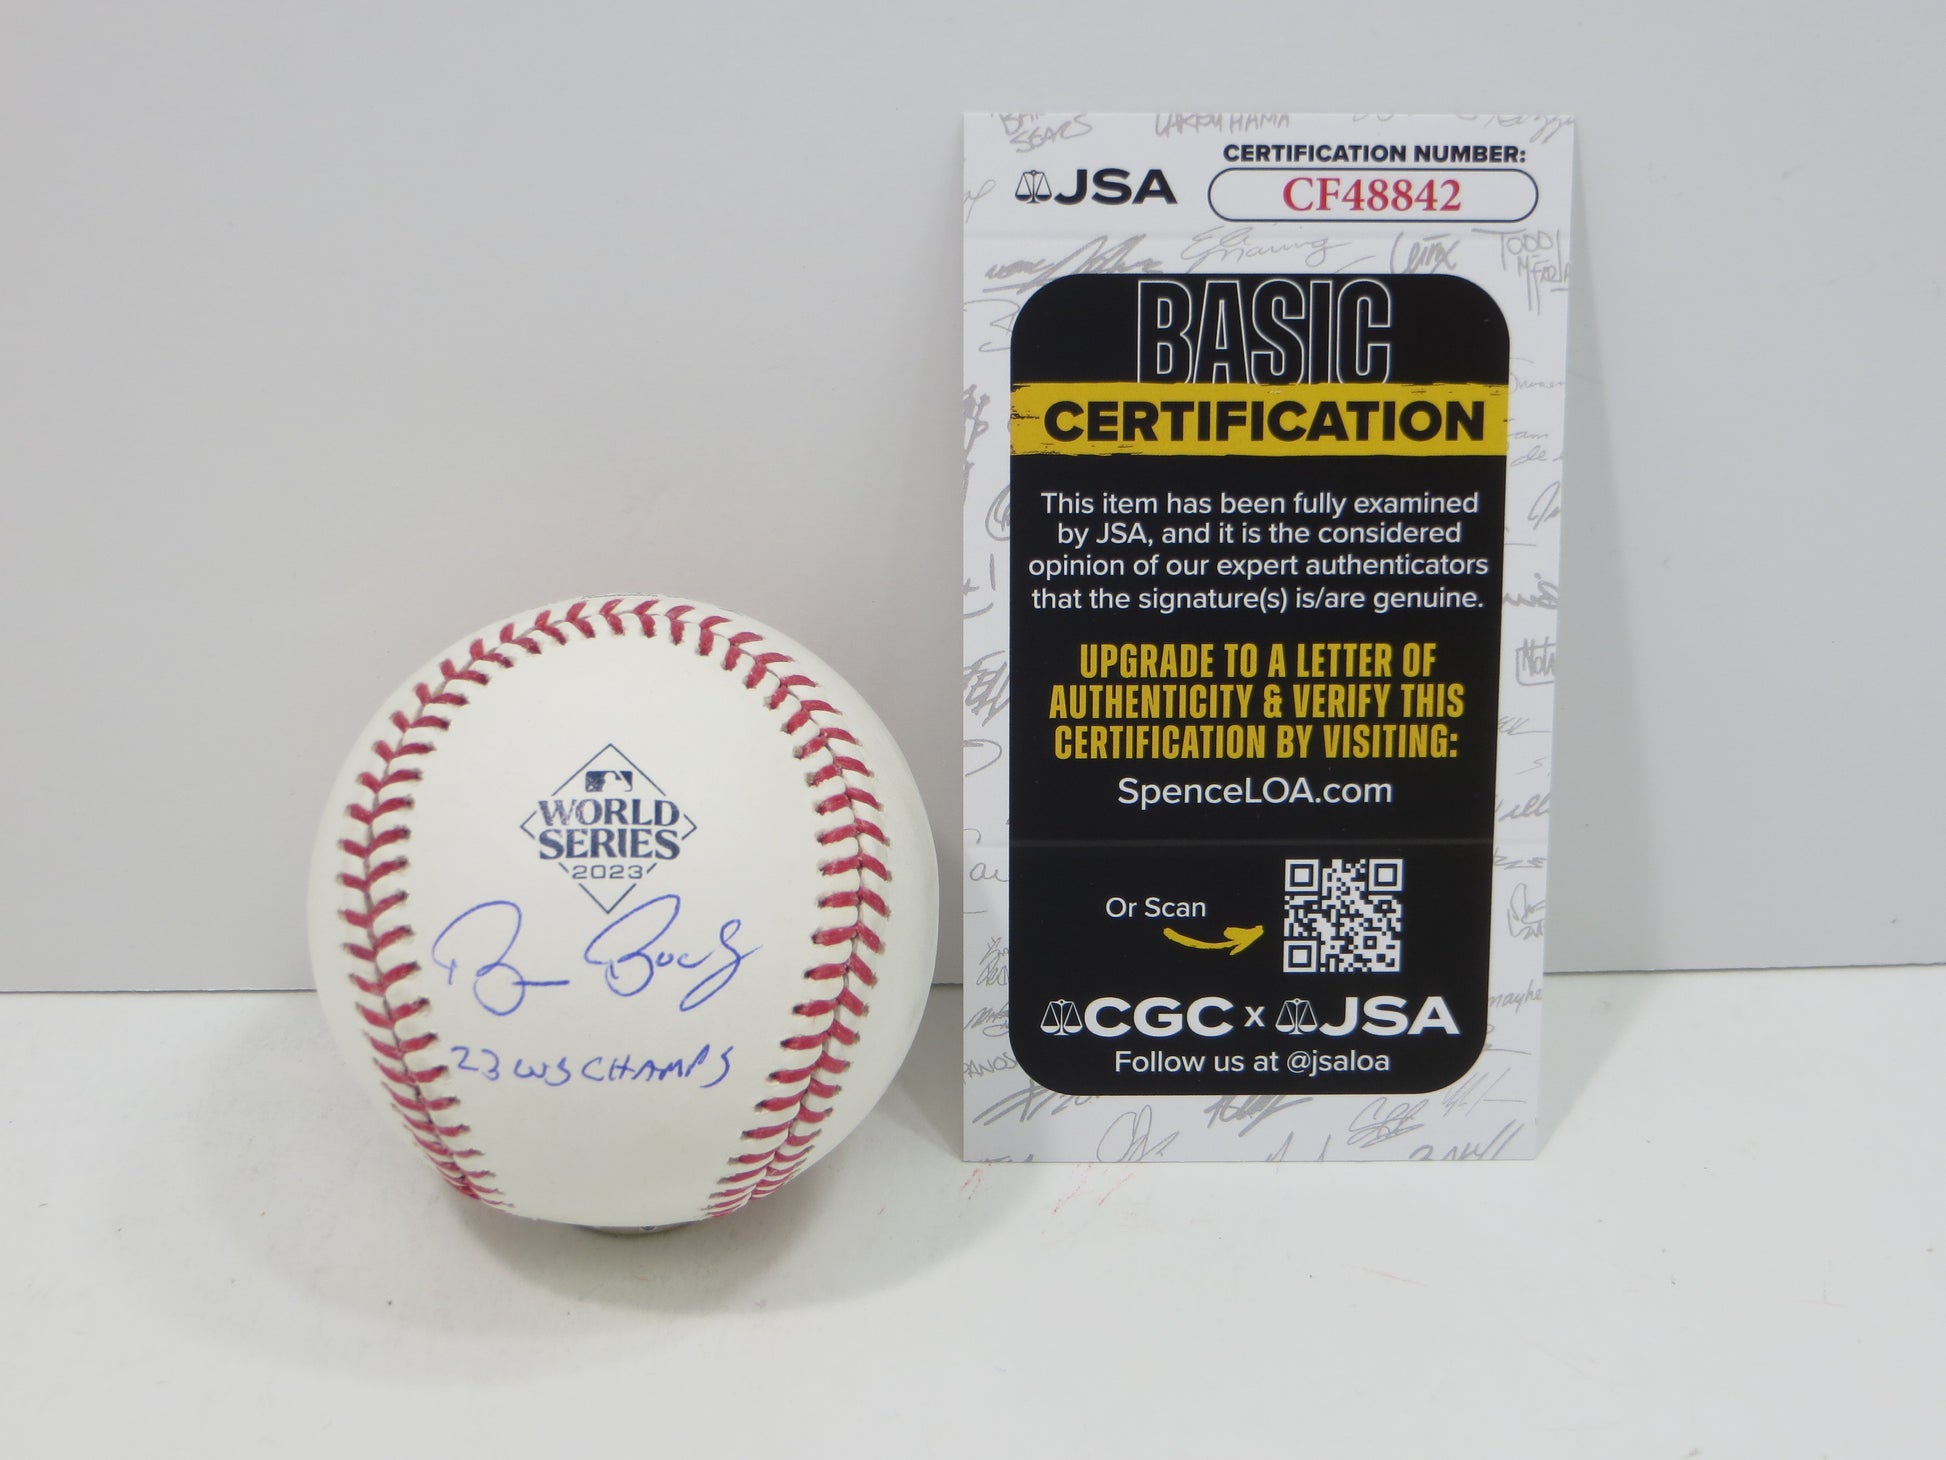 WORLD
SERIES
2023
Bruce Bochy
23 WS CHAMPS
JSA
CERTIFICATION NUMBER:
CF48842
BASIC
CERTIFICATION
This item has been fully examined
by JSA, and it is the considered
opinion of our expert authenticators
that the signature(s) is/are genuine.
UPGRADE TO A LETTER OF
AUTHENTICITY & VERIFY THIS
CERTIFICATION BY VISITING:
SpenceLOA.com
Or Scan
CGC x JSA
Follow us at @jsaloa